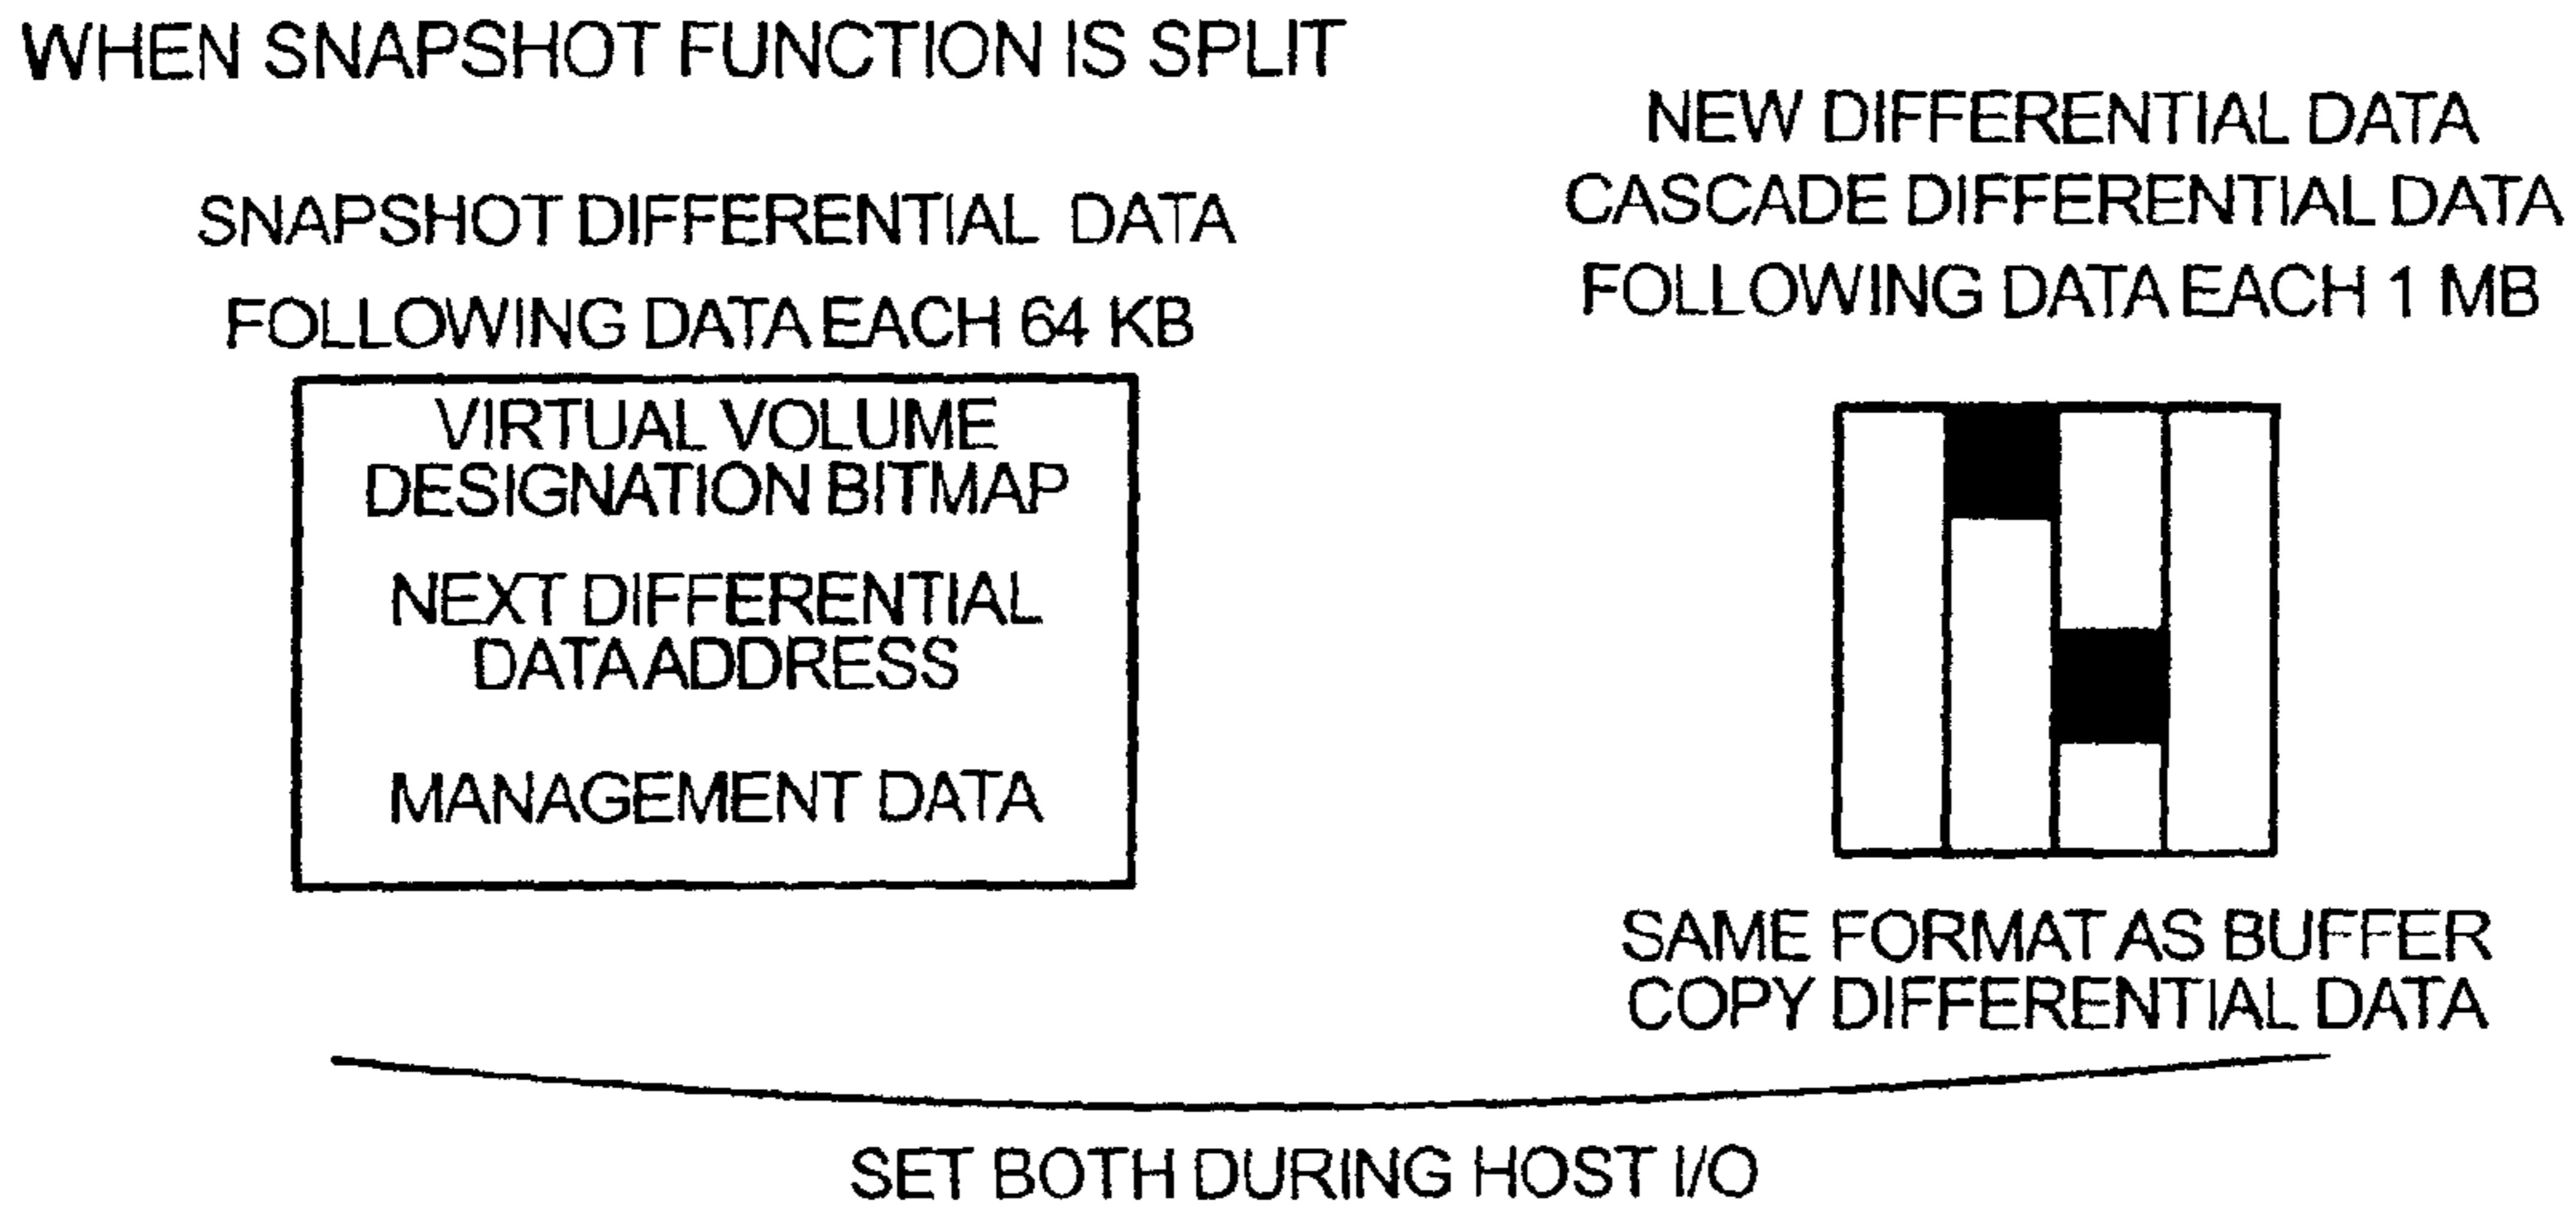 WHEN SNAPSHOT FUNCTION IS SPLIT
SNAPSHOT DIFFERENTIAL DATA
FOLLOWING DATA EACH 64 KB
VIRTUAL VOLUME
DESIGNATION BITMAP
NEXT DIFFERENTIAL
DATA ADDRESS
MANAGEMENT DATA
NEW DIFFERENTIAL DATA
CASCADE DIFFERENTIAL DATA
FOLLOWING DATA EACH 1 MB
SAME FORMAT AS BUFFER
COPY DIFFERENTIAL DATA
SET BOTH DURING HOST I/O